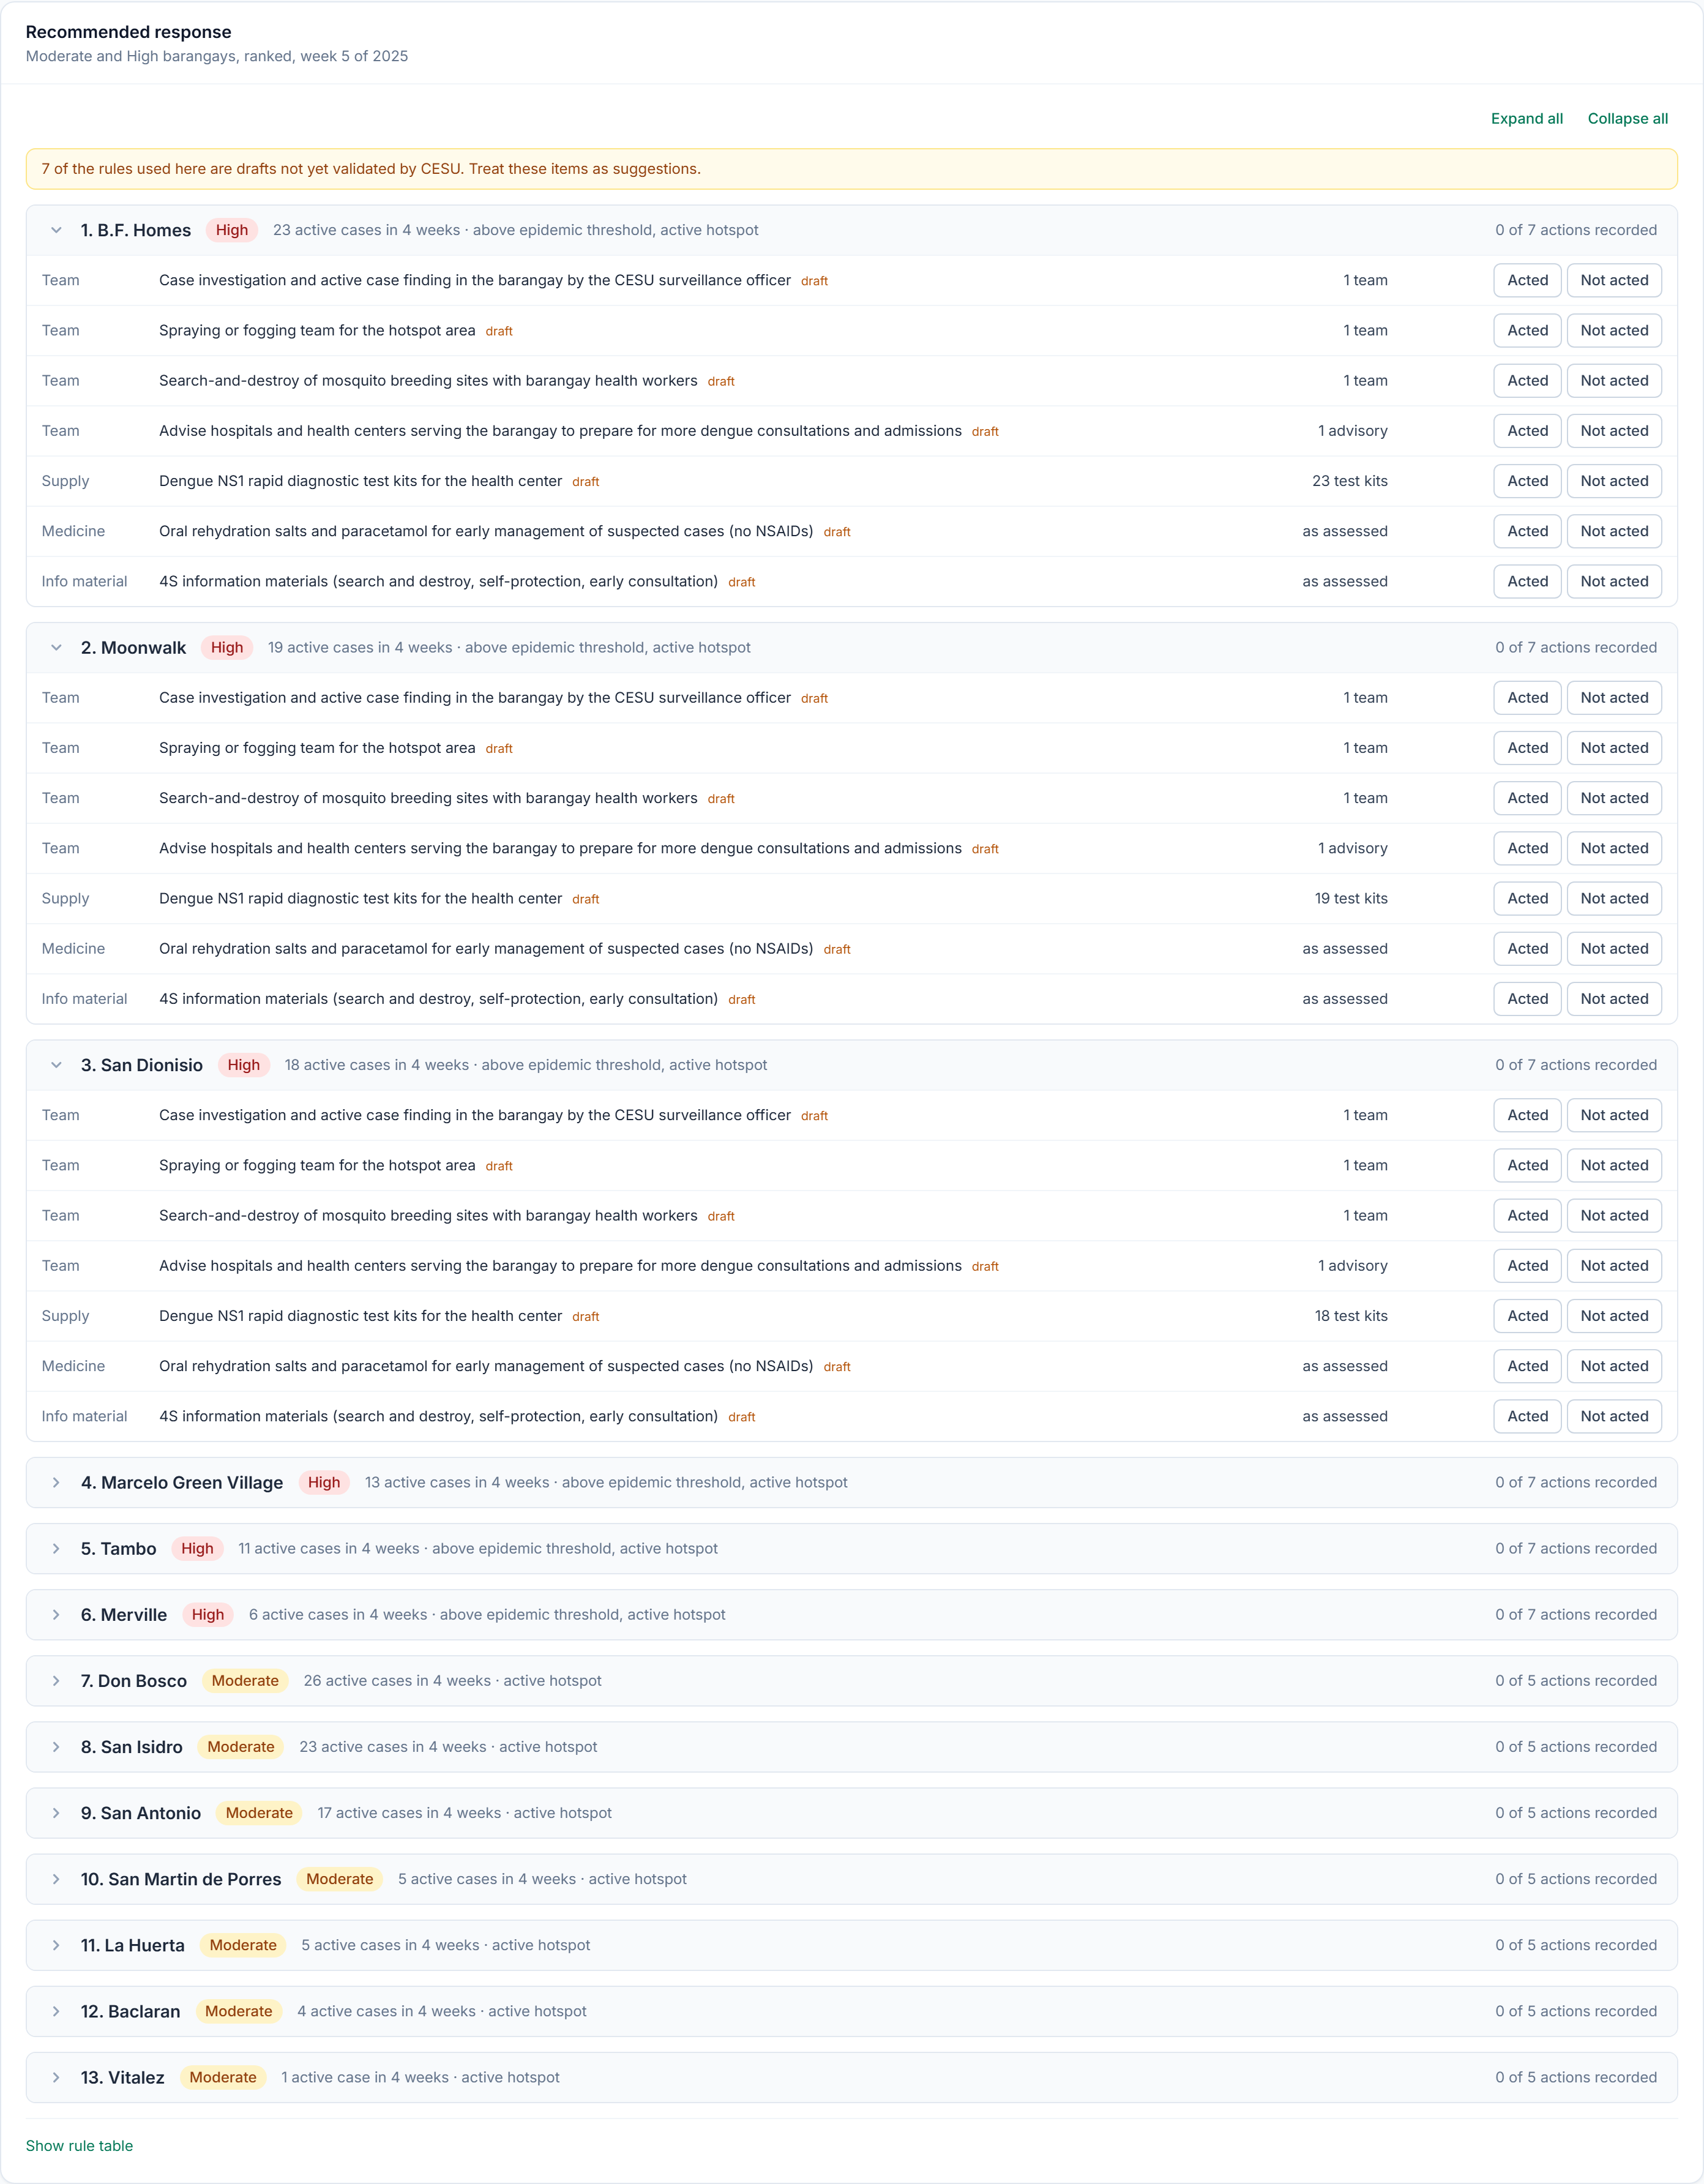 Recommended response
Moderate and High barangays, ranked, week 5 of 2025
Expand all Collapse all
7 of the rules used here are drafts not yet validated by CESU. Treat these items as suggestions.
1. B.F. Homes High 23 active cases in 4 weeks · above epidemic threshold, active hotspot 0 of 7 actions recorded
Team Case investigation and active case finding in the barangay by the CESU surveillance officer draft 1 team Acted Not acted
Team Spraying or fogging team for the hotspot area draft 1 team Acted Not acted
Team Search-and-destroy of mosquito breeding sites with barangay health workers draft 1 team Acted Not acted
Team Advise hospitals and health centers serving the barangay to prepare for more dengue consultations and admissions draft 1 advisory Acted Not acted
Supply Dengue NS1 rapid diagnostic test kits for the health center draft 23 test kits Acted Not acted
Medicine Oral rehydration salts and paracetamol for early management of suspected cases (no NSAIDs) draft as assessed Acted Not acted
Info material 4S information materials (search and destroy, self-protection, early consultation) draft as assessed Acted Not acted
2. Moonwalk High 19 active cases in 4 weeks · above epidemic threshold, active hotspot 0 of 7 actions recorded
Team Case investigation and active case finding in the barangay by the CESU surveillance officer draft 1 team Acted Not acted
Team Spraying or fogging team for the hotspot area draft 1 team Acted Not acted
Team Search-and-destroy of mosquito breeding sites with barangay health workers draft 1 team Acted Not acted
Team Advise hospitals and health centers serving the barangay to prepare for more dengue consultations and admissions draft 1 advisory Acted Not acted
Supply Dengue NS1 rapid diagnostic test kits for the health center draft 19 test kits Acted Not acted
Medicine Oral rehydration salts and paracetamol for early management of suspected cases (no NSAIDs) draft as assessed Acted Not acted
Info material 4S information materials (search and destroy, self-protection, early consultation) draft as assessed Acted Not acted
3. San Dionisio High 18 active cases in 4 weeks · above epidemic threshold, active hotspot 0 of 7 actions recorded
Team Case investigation and active case finding in the barangay by the CESU surveillance officer draft 1 team Acted Not acted
Team Spraying or fogging team for the hotspot area draft 1 team Acted Not acted
Team Search-and-destroy of mosquito breeding sites with barangay health workers draft 1 team Acted Not acted
Team Advise hospitals and health centers serving the barangay to prepare for more dengue consultations and admissions draft 1 advisory Acted Not acted
Supply Dengue NS1 rapid diagnostic test kits for the health center draft 18 test kits Acted Not acted
Medicine Oral rehydration salts and paracetamol for early management of suspected cases (no NSAIDs) draft as assessed Acted Not acted
Info material 4S information materials (search and destroy, self-protection, early consultation) draft as assessed Acted Not acted
4. Marcelo Green Village High 13 active cases in 4 weeks · above epidemic threshold, active hotspot 0 of 7 actions recorded
5. Tambo High 11 active cases in 4 weeks · above epidemic threshold, active hotspot 0 of 7 actions recorded
6. Merville High 6 active cases in 4 weeks · above epidemic threshold, active hotspot 0 of 7 actions recorded
7. Don Bosco Moderate 26 active cases in 4 weeks · active hotspot 0 of 5 actions recorded
8. San Isidro Moderate 23 active cases in 4 weeks · active hotspot 0 of 5 actions recorded
9. San Antonio Moderate 17 active cases in 4 weeks · active hotspot 0 of 5 actions recorded
10. San Martin de Porres Moderate 5 active cases in 4 weeks · active hotspot 0 of 5 actions recorded
11. La Huerta Moderate 5 active cases in 4 weeks · active hotspot 0 of 5 actions recorded
12. Baclaran Moderate 4 active cases in 4 weeks · active hotspot 0 of 5 actions recorded
13. Vitalez Moderate 1 active case in 4 weeks · active hotspot 0 of 5 actions recorded
Show rule table